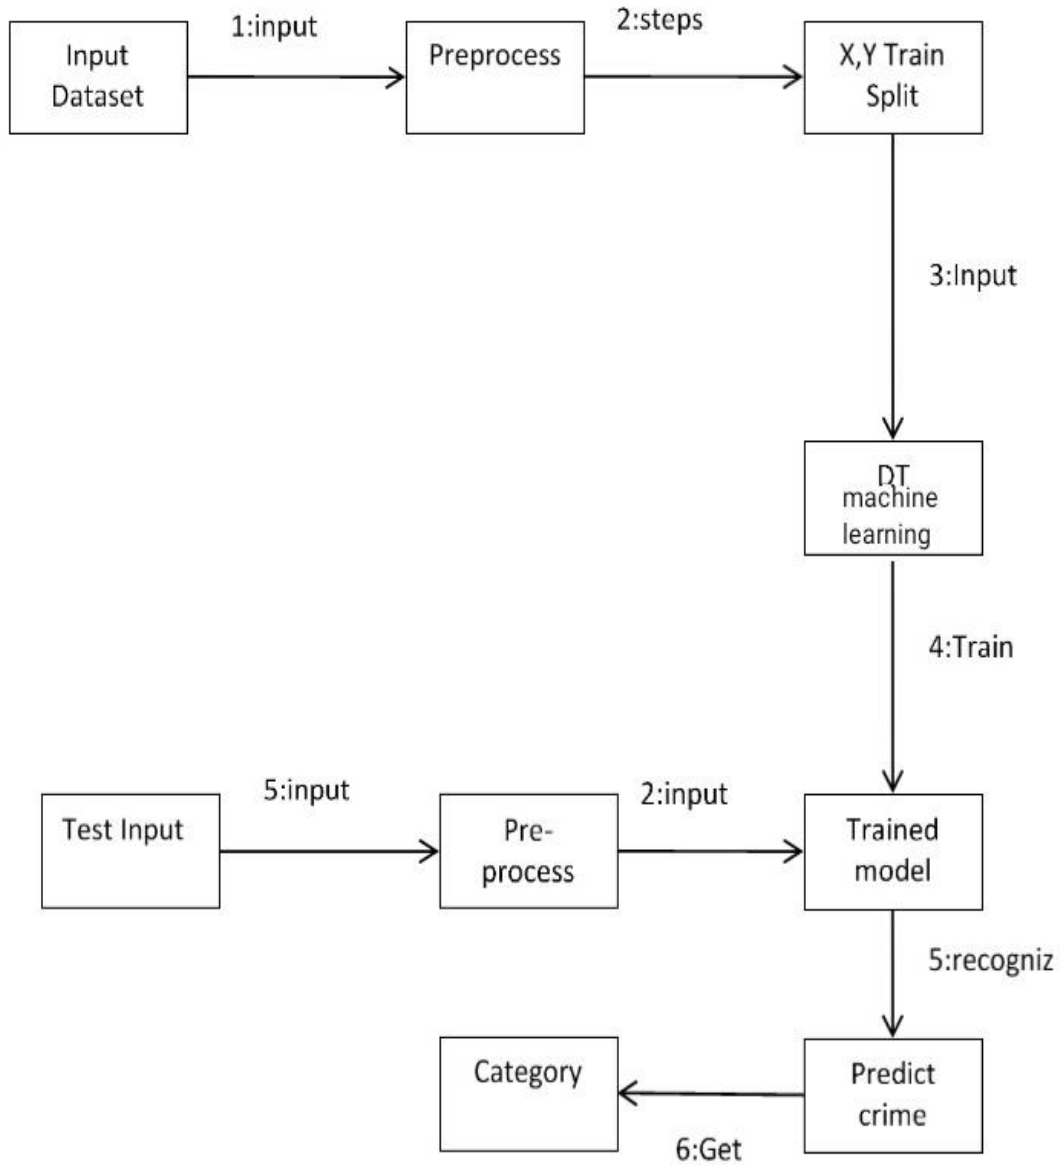 1:input
2:steps
Input
Dataset
Preprocess
X,Y Train
Split
3:Input
DT
machine
learning
4:Train
5:input
2:input
Test Input
Pre-
process
Trained
model
5:recogniz
Category
Predict
crime
6:Get